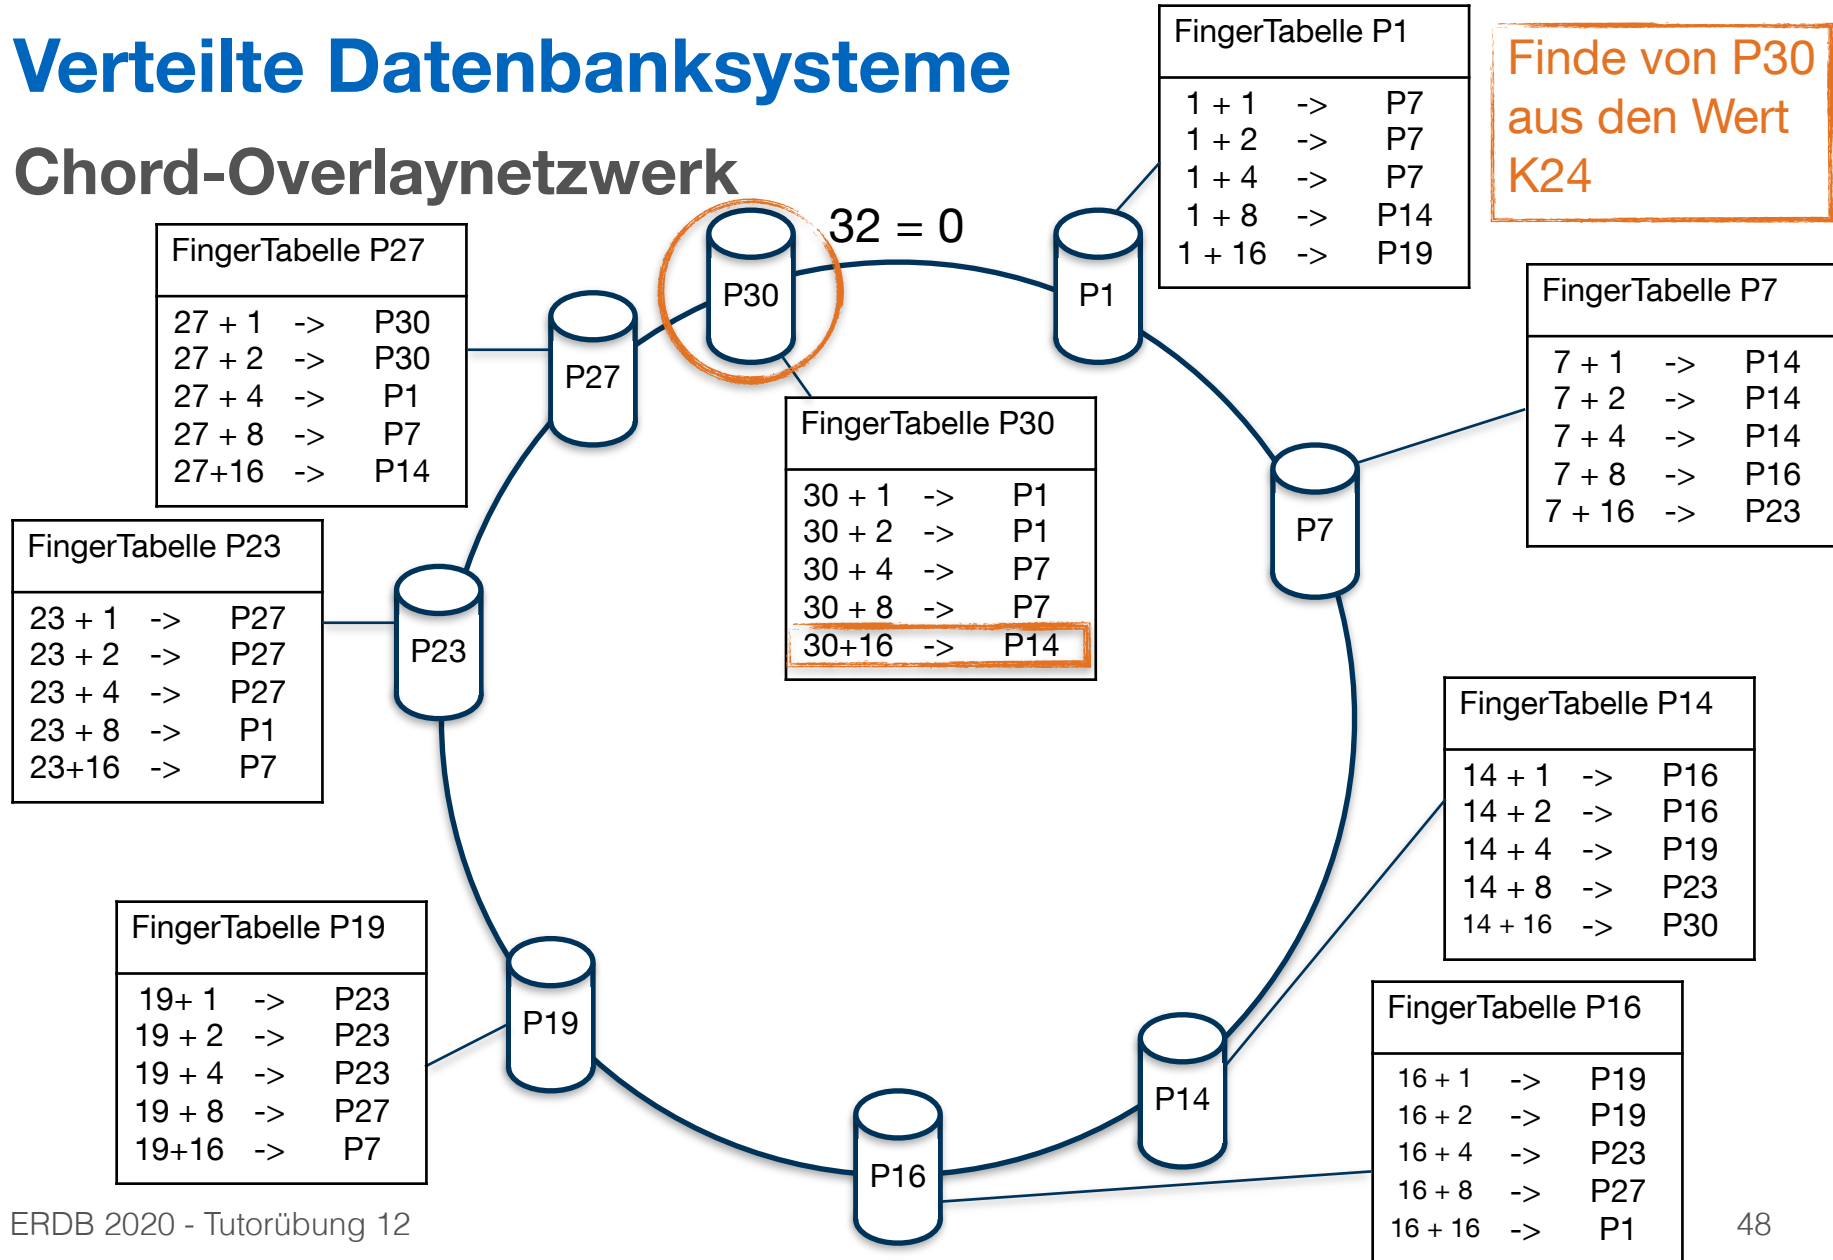 Verteilte Datenbanksysteme
Chord-Overlaynetzwerk
Finde von P30
aus den Wert
K24
32 = 0
FingerTabelle P1
1 + 1 -> P7
1 + 2 -> P7
1 + 4 -> P7
1 + 8 -> P14
1 + 16 -> P19
FingerTabelle P27
27 + 1 -> P30
27 + 2 -> P30
27 + 4 -> P1
27 + 8 -> P7
27+16 -> P14
FingerTabelle P7
7 + 1 -> P14
7 + 2 -> P14
7 + 4 -> P14
7 + 8 -> P16
7 + 16 -> P23
P30
P1
P27
P7
FingerTabelle P30
30 + 1 -> P1
30 + 2 -> P1
30 + 4 -> P7
30 + 8 -> P7
30+16 -> P14
FingerTabelle P23
23 + 1 -> P27
23 + 2 -> P27
23 + 4 -> P27
23 + 8 -> P1
23+16 -> P7
P23
FingerTabelle P14
14 + 1 -> P16
14 + 2 -> P16
14 + 4 -> P19
14 + 8 -> P23
14 + 16 -> P30
FingerTabelle P19
19+ 1 -> P23
19 + 2 -> P23
19 + 4 -> P23
19 + 8 -> P27
19+16 -> P7
P19
P14
P16
FingerTabelle P16
16 + 1 -> P19
16 + 2 -> P19
16 + 4 -> P23
16 + 8 -> P27
16 + 16 -> P1
ERDB 2020 - Tutorübung 12
48